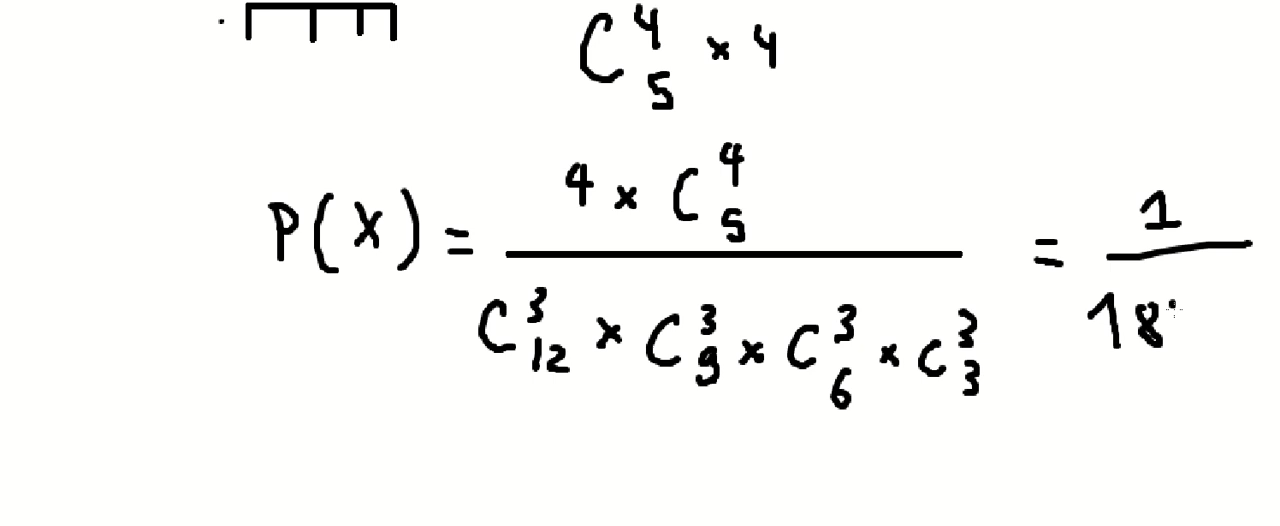 C⁴₅ × 4
P(X) = (4 × C⁴₅) / (C³₁₂ × C³₉ × C³₆ × C³₃) = 1 / 18